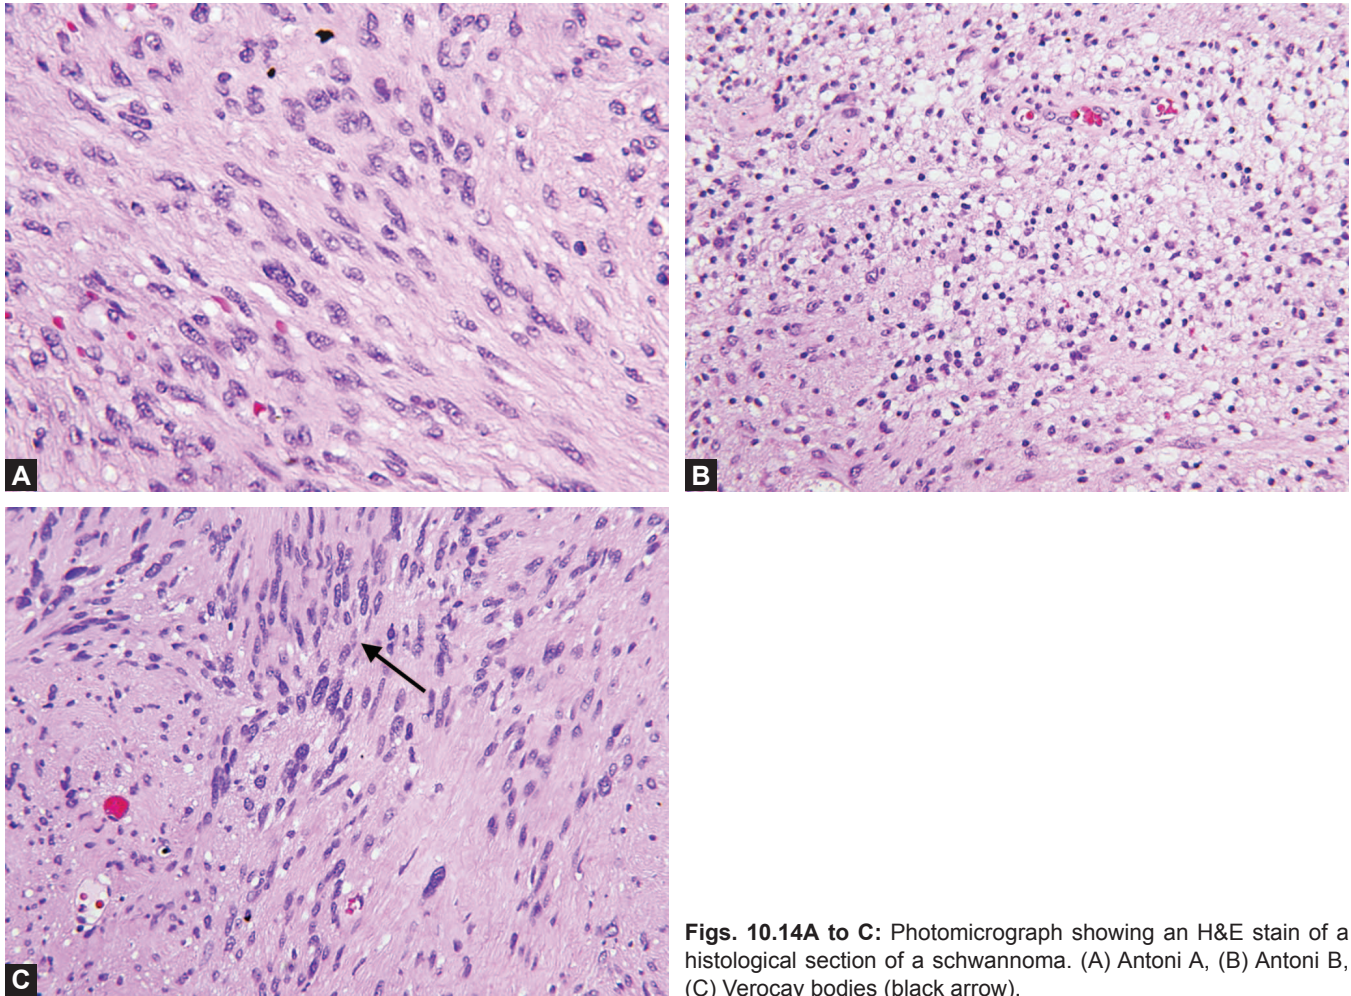 A
B
C
Figs. 10.14A to C: Photomicrograph showing an H&E stain of a
histological section of a schwannoma. (A) Antoni A, (B) Antoni B,
(C) Verocay bodies (black arrow).